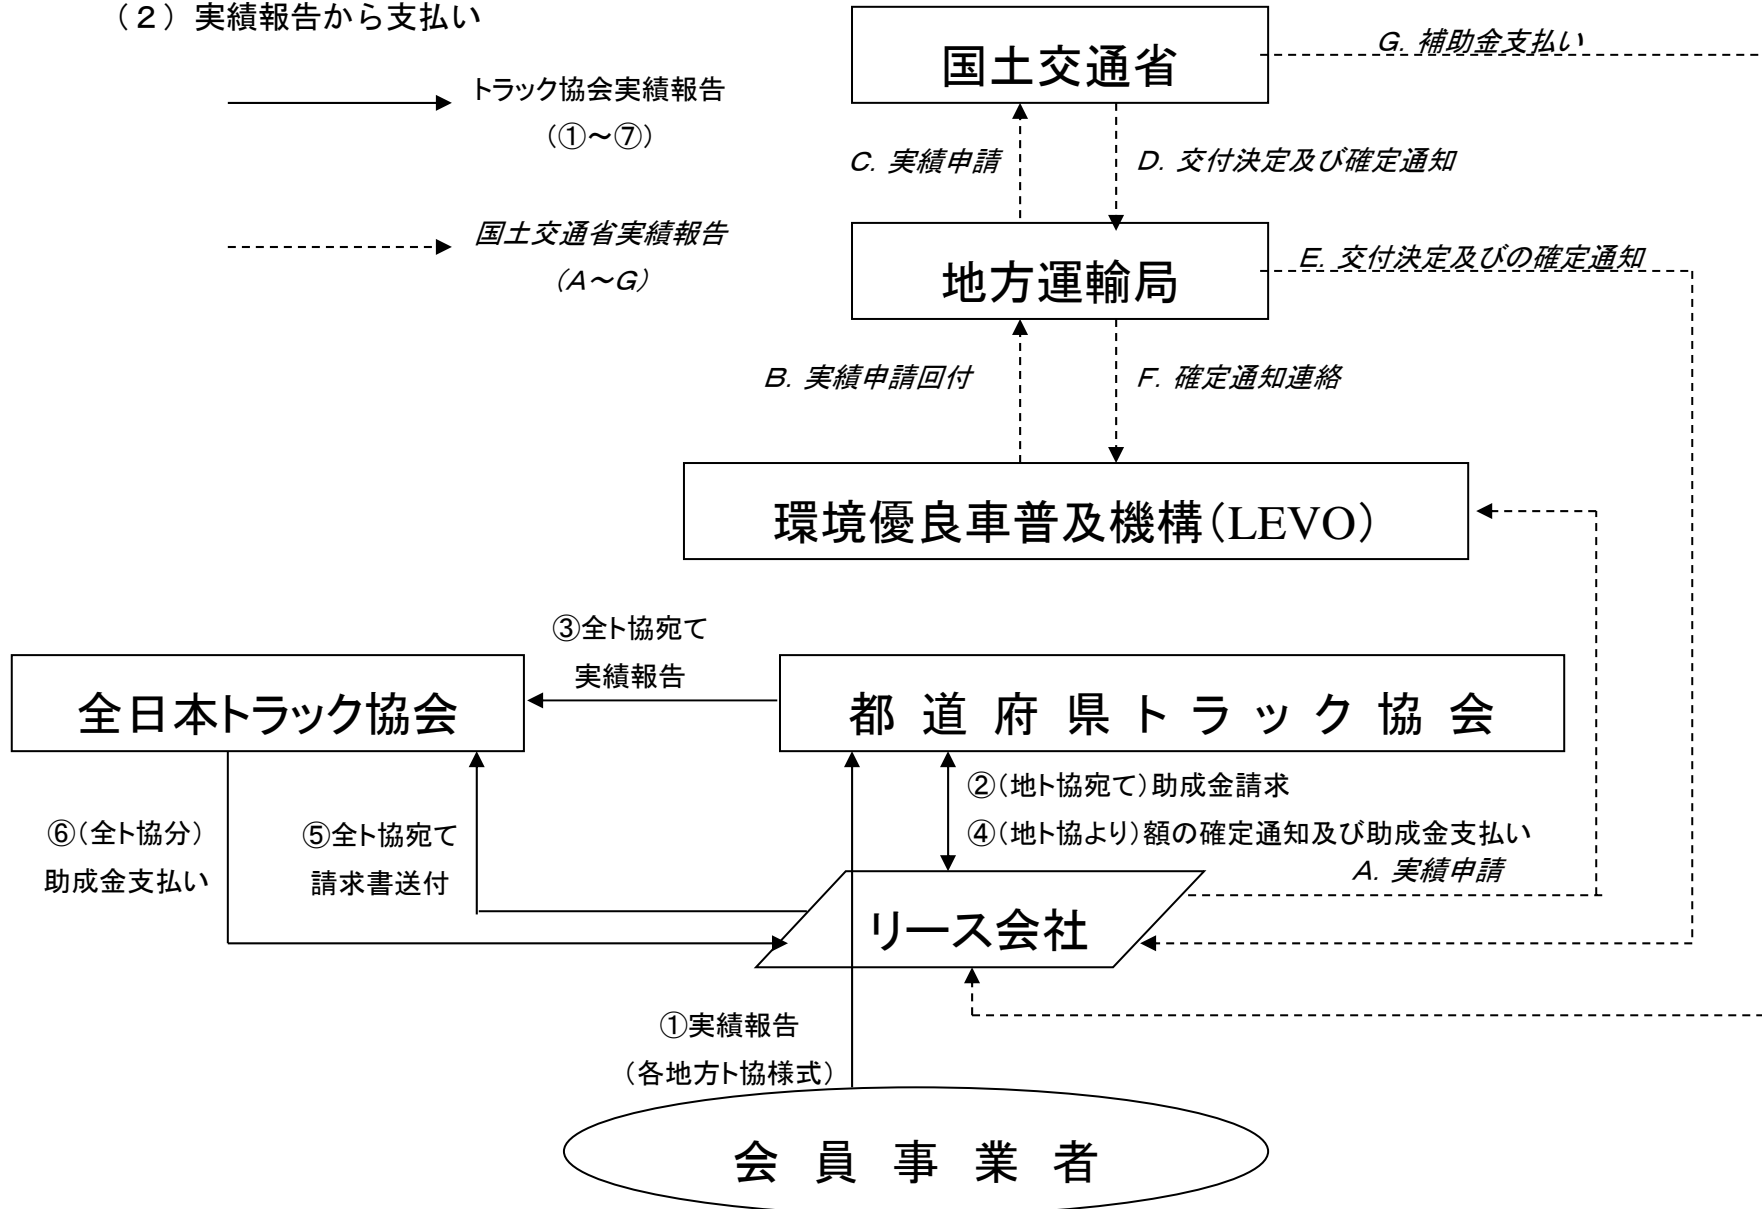 （２）実績報告から支払い
国土交通省
G. 補助金支払い
トラック協会実績報告
（①～⑦）
C. 実績申請
D. 交付決定及び確定通知
国土交通省実績報告
（A～G）
地方運輸局
E. 交付決定及びの確定通知
B. 実績申請回付
F. 確定通知連絡
環境優良車普及機構（LEVO）
③全ト協宛て
実績報告
全日本トラック協会
都道府県トラック協会
②（地ト協宛て）助成金請求
④（地ト協より）額の確定通知及び助成金支払い
⑥（全ト協分）
助成金支払い
⑤全ト協宛て
請求書送付
A. 実績申請
リース会社
①実績報告
（各地方ト協様式）
会員事業者